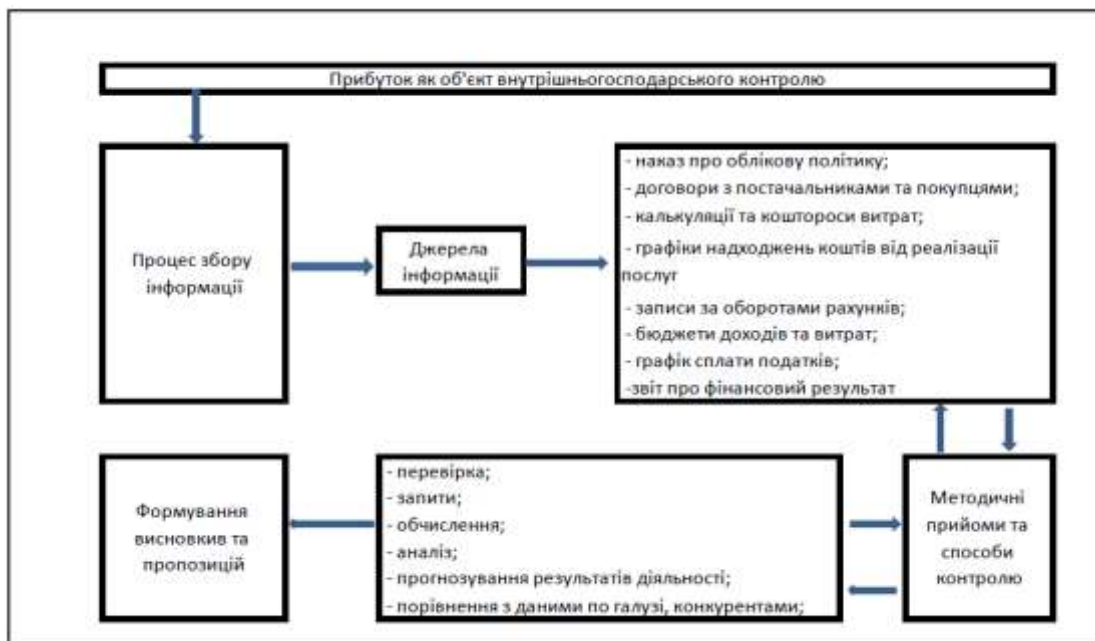 Прибуток як об'єкт внутрішньогосподарського контролю
Процес збору
інформації
Джерела
інформації
- наказ про облікову політику;
- договори з постачальниками та покупцями;
- калькуляції та коштороси витрат;
- графіки надходжень коштів від реалізації
послуг
- записи за оборотами рахунків;
- бюджети доходів та витрат;
- графік сплати податків;
-звіт про фінансовий результат
Формування
висновкив та
пропозицій
- перевірка;
- запити;
- обчислення;
- аналіз;
- прогнозування результатів діяльності;
- порівнення з даними по галузі, конкурентами;
Методичні
прийоми та
способи
контролю